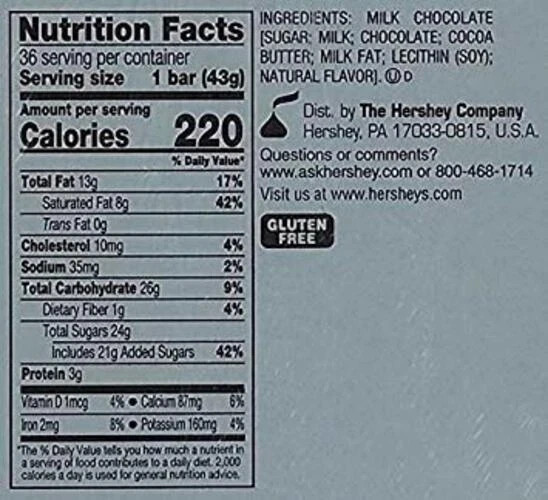 Nutrition Facts
36 serving per container
Serving size 1 bar (43g)
Amount per serving
Calories 220
% Daily Value*
Total Fat 13g 17%
Saturated Fat 8g 42%
Trans Fat 0g
Cholesterol 10mg 4%
Sodium 35mg 2%
Total Carbohydrate 26g 9%
Dietary Fiber 1g 4%
Total Sugars 24g
Includes 21g Added Sugars 42%
Protein 3g
Vitamin D 1mcg 4% • Calcium 87mg 6%
Iron 2mg 8% • Potassium 160mg 4%
*The % Daily Value tells you how much a nutrient in
a serving of food contributes to a daily diet. 2,000
calories a day is used for general nutrition advice.
INGREDIENTS: MILK CHOCOLATE
[SUGAR; MILK; CHOCOLATE; COCOA
BUTTER; MILK FAT; LECITHIN (SOY);
NATURAL FLAVOR]. Ⓤ D
Dist. by The Hershey Company
Hershey, PA 17033-0815, U.S.A.
Questions or comments?
www.askhershey.com or 800-468-1714
Visit us at www.hersheys.com
GLUTEN
FREE